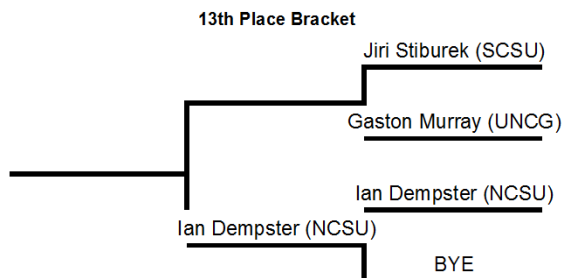 13th Place Bracket
Jiri Stiburek (SCSU)
Gaston Murray (UNCG)
Ian Dempster (NCSU)
Ian Dempster (NCSU)
BYE